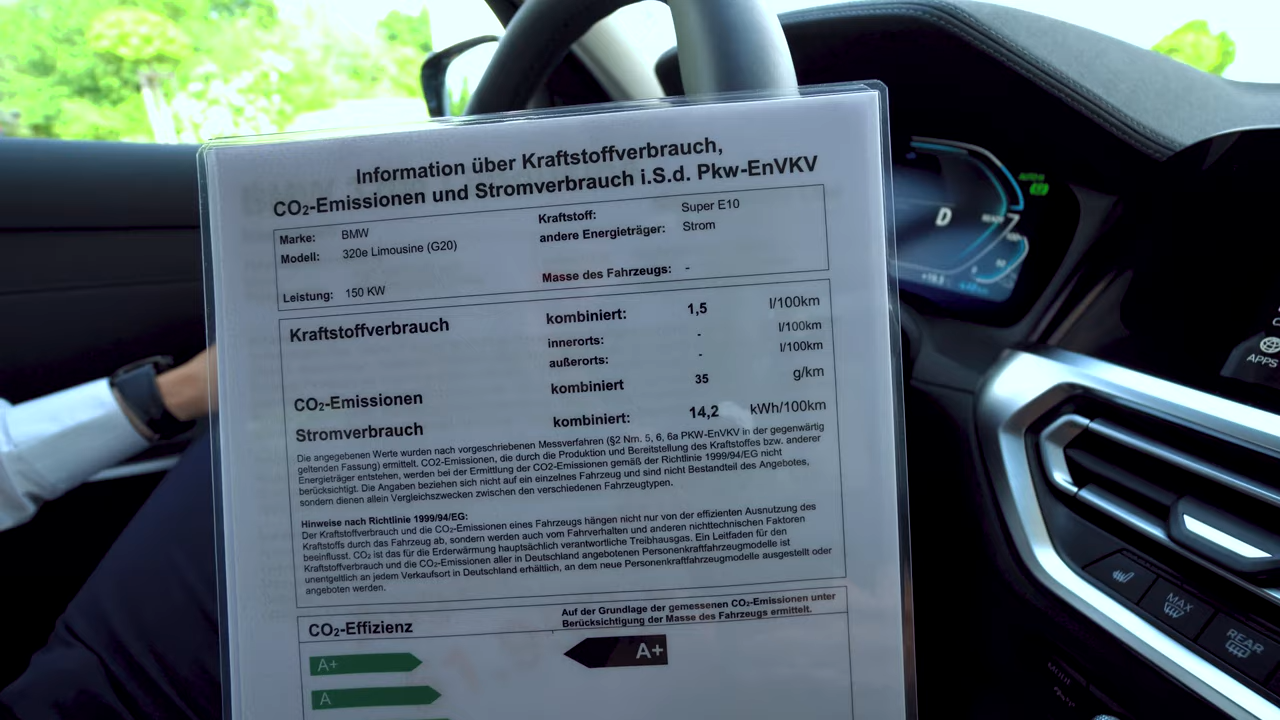 Information über Kraftstoffverbrauch,
CO₂-Emissionen und Stromverbrauch i.S.d. Pkw-EnVKV
Marke: BMW Kraftstoff: Super E10
Modell: 320e Limousine (G20) andere Energieträger: Strom
Leistung: 150 KW Masse des Fahrzeugs: -
Kraftstoffverbrauch kombiniert: 1,5 l/100km
innerorts: - l/100km
außerorts: - l/100km
CO₂-Emissionen kombiniert 35 g/km
Stromverbrauch kombiniert: 14,2 kWh/100km
Die angegebenen Werte wurden nach vorgeschriebenen Messverfahren (§2 Nrn. 5, 6, 6a PKW-EnVKV in der gegenwärtig
geltenden Fassung) ermittelt. CO2-Emissionen, die durch die Produktion und Bereitstellung des Kraftstoffes bzw. anderer
Energieträger entstehen, werden bei der Ermittlung der CO2-Emissionen gemäß der Richtlinie 1999/94/EG nicht
berücksichtigt. Die Angaben beziehen sich nicht auf ein einzelnes Fahrzeug und sind nicht Bestandteil des Angebotes,
sondern dienen allein Vergleichszwecken zwischen den verschiedenen Fahrzeugtypen.
Hinweise nach Richtlinie 1999/94/EG:
Der Kraftstoffverbrauch und die CO₂-Emissionen eines Fahrzeugs hängen nicht nur von der effizienten Ausnutzung des
Kraftstoffs durch das Fahrzeug ab, sondern werden auch vom Fahrverhalten und anderen nichttechnischen Faktoren
beeinflusst. CO₂ ist das für die Erderwärmung hauptsächlich verantwortliche Treibhausgas. Ein Leitfaden für den
Kraftstoffverbrauch und die CO₂-Emissionen aller in Deutschland angebotenen Personenkraftfahrzeugmodelle ist
unentgeltlich an jedem Verkaufsort in Deutschland erhältlich, an dem neue Personenkraftfahrzeugmodelle ausgestellt oder
angeboten werden.
CO₂-Effizienz
Auf der Grundlage der gemessenen CO₂-Emissionen unter
Berücksichtigung der Masse des Fahrzeugs ermittelt.
A+ A+
A
D
READY
APPS
MAX
REAR